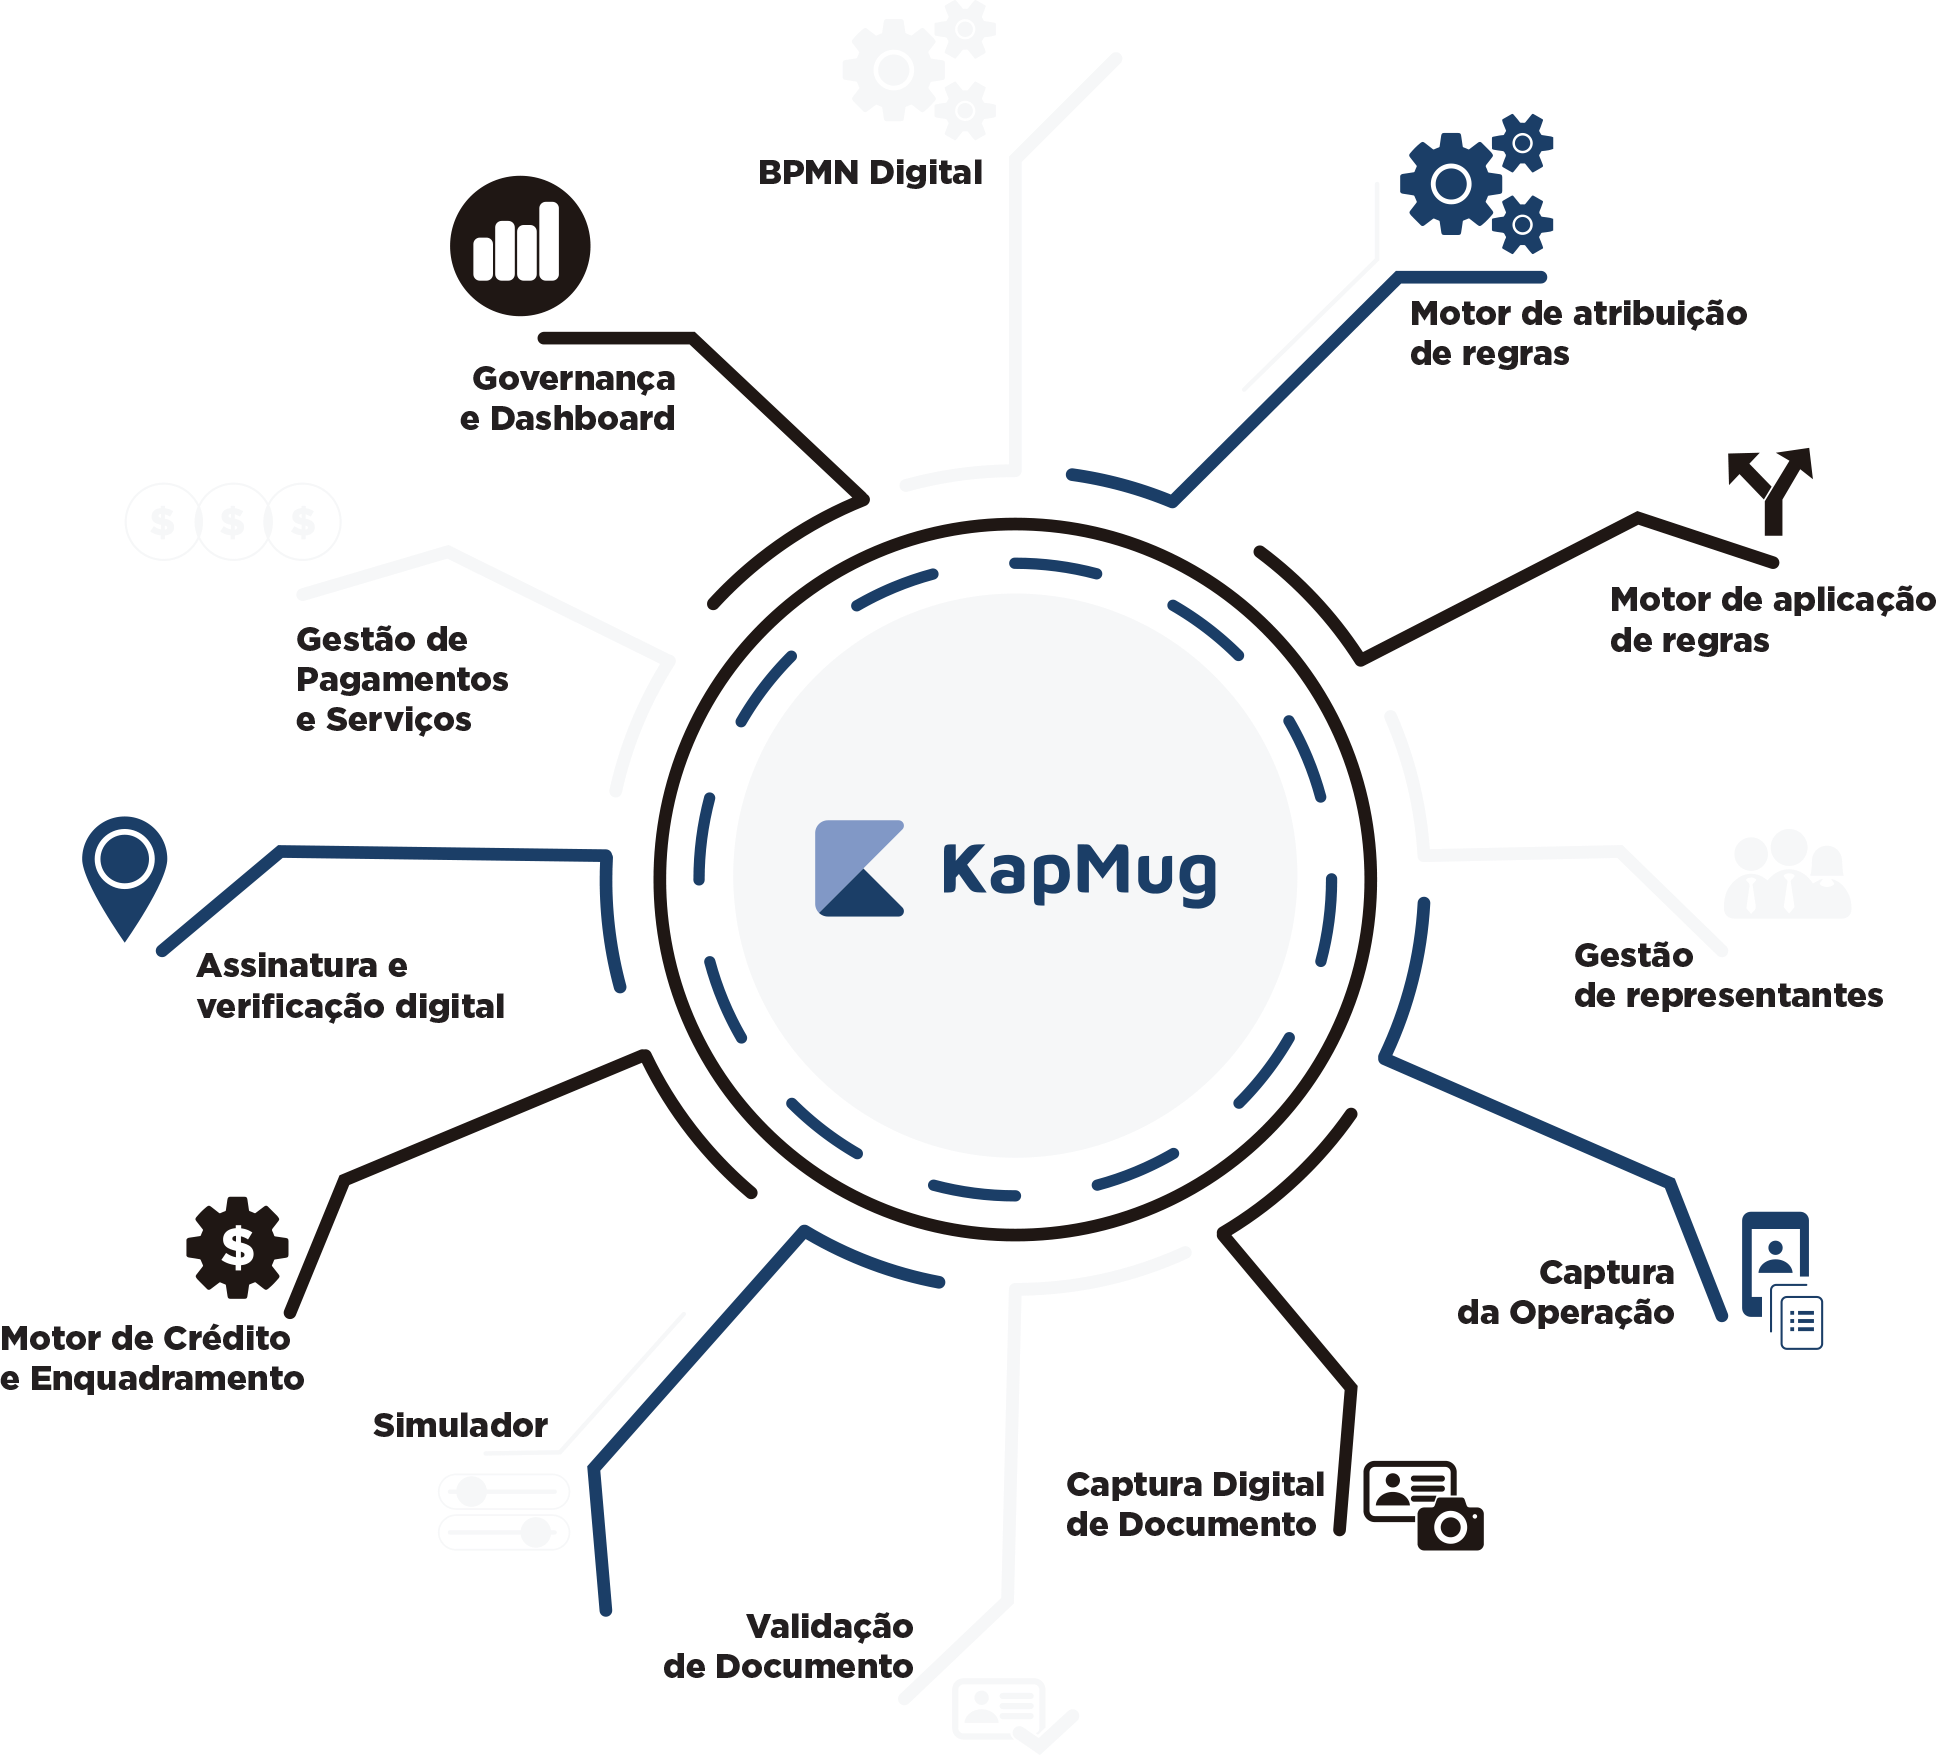 BPMN Digital
Motor de atribuição
de regras
Governança
e Dashboard
Motor de aplicação
de regras
Gestão de
Pagamentos
e Serviços
KapMug
Gestão
de representantes
Assinatura e
verificação digital
Captura
da Operação
Motor de Crédito
e Enquadramento
Simulador
Captura Digital
de Documento
Validação
de Documento